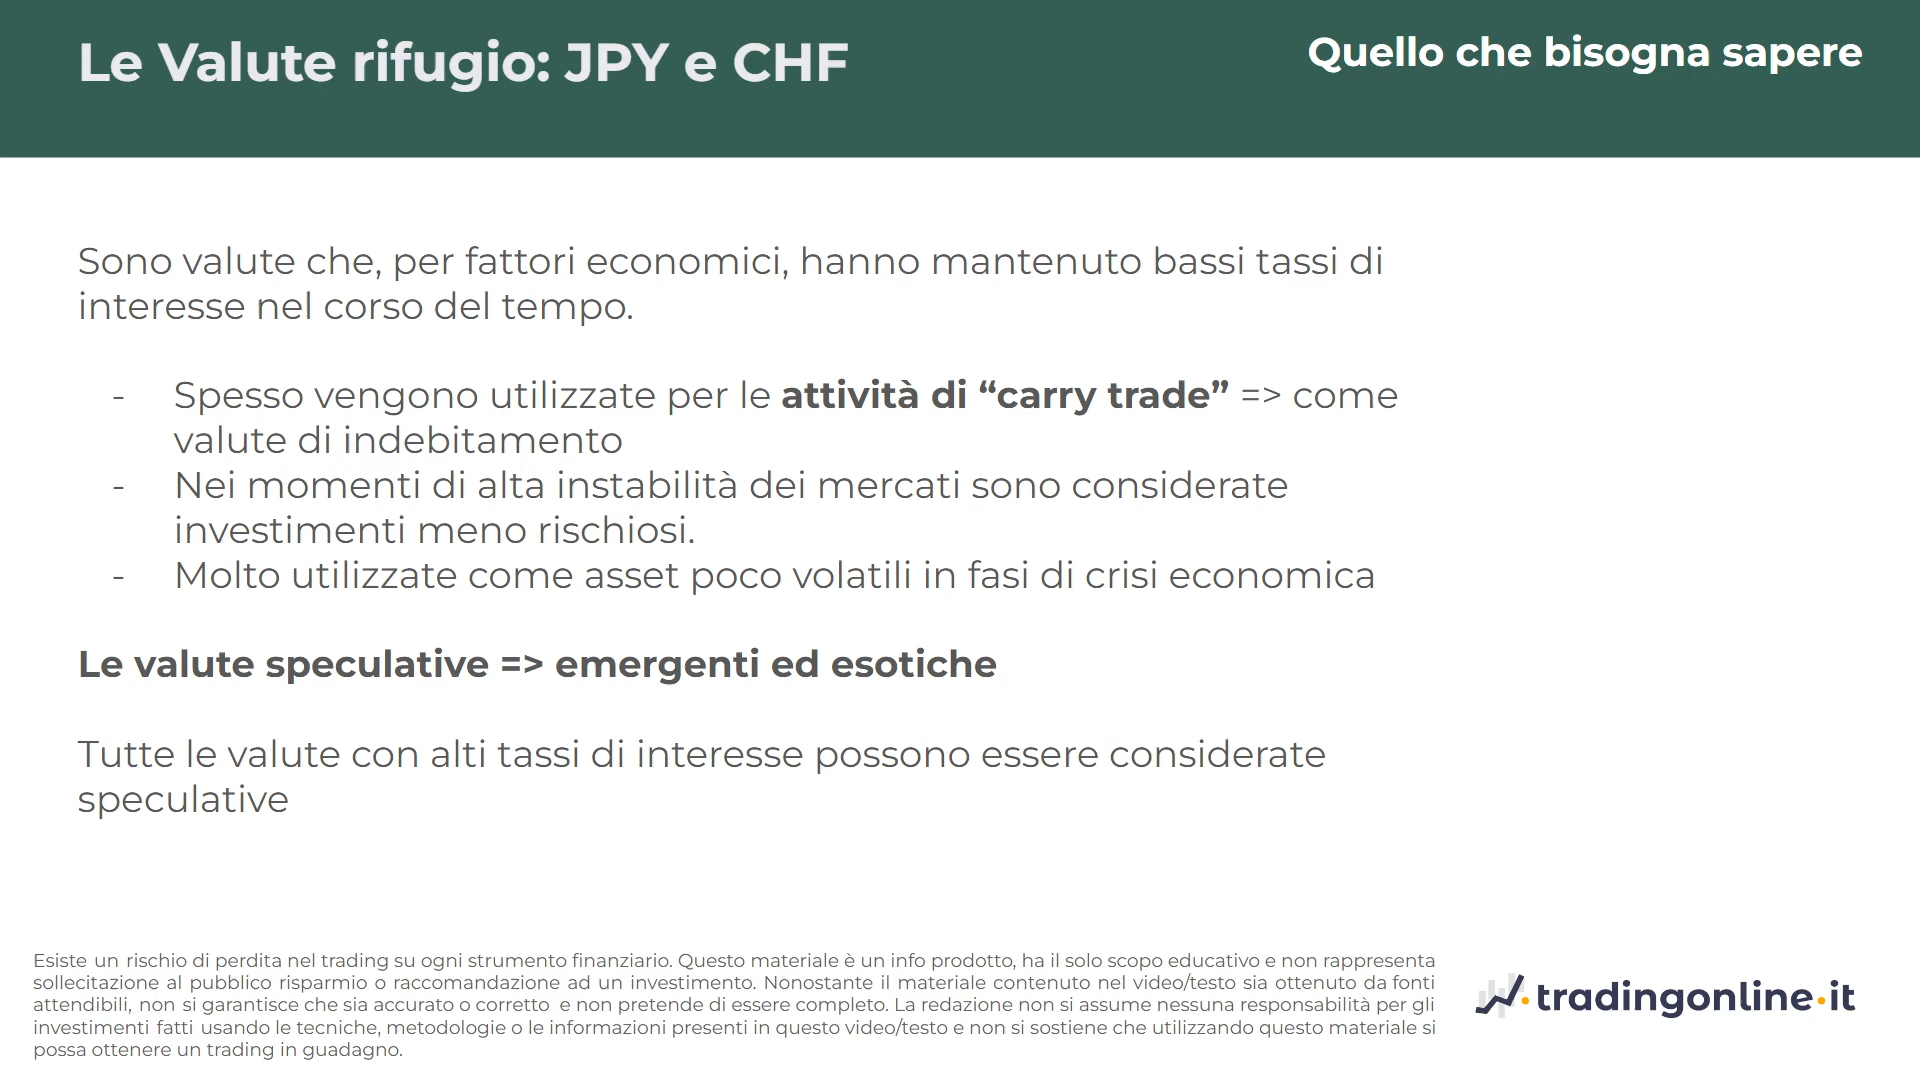 Le Valute rifugio: JPY e CHF
Quello che bisogna sapere
Sono valute che, per fattori economici, hanno mantenuto bassi tassi di
interesse nel corso del tempo.
- Spesso vengono utilizzate per le attività di “carry trade” => come
valute di indebitamento
- Nei momenti di alta instabilità dei mercati sono considerate
investimenti meno rischiosi.
- Molto utilizzate come asset poco volatili in fasi di crisi economica
Le valute speculative => emergenti ed esotiche
Tutte le valute con alti tassi di interesse possono essere considerate
speculative
Esiste un rischio di perdita nel trading su ogni strumento finanziario. Questo materiale è un info prodotto, ha il solo scopo educativo e non rappresenta
sollecitazione al pubblico risparmio o raccomandazione ad un investimento. Nonostante il materiale contenuto nel video/testo sia ottenuto da fonti
attendibili, non si garantisce che sia accurato o corretto e non pretende di essere completo. La redazione non si assume nessuna responsabilità per gli
investimenti fatti usando le tecniche, metodologie o le informazioni presenti in questo video/testo e non si sostiene che utilizzando questo materiale si
possa ottenere un trading in guadagno.
tradingonline.it